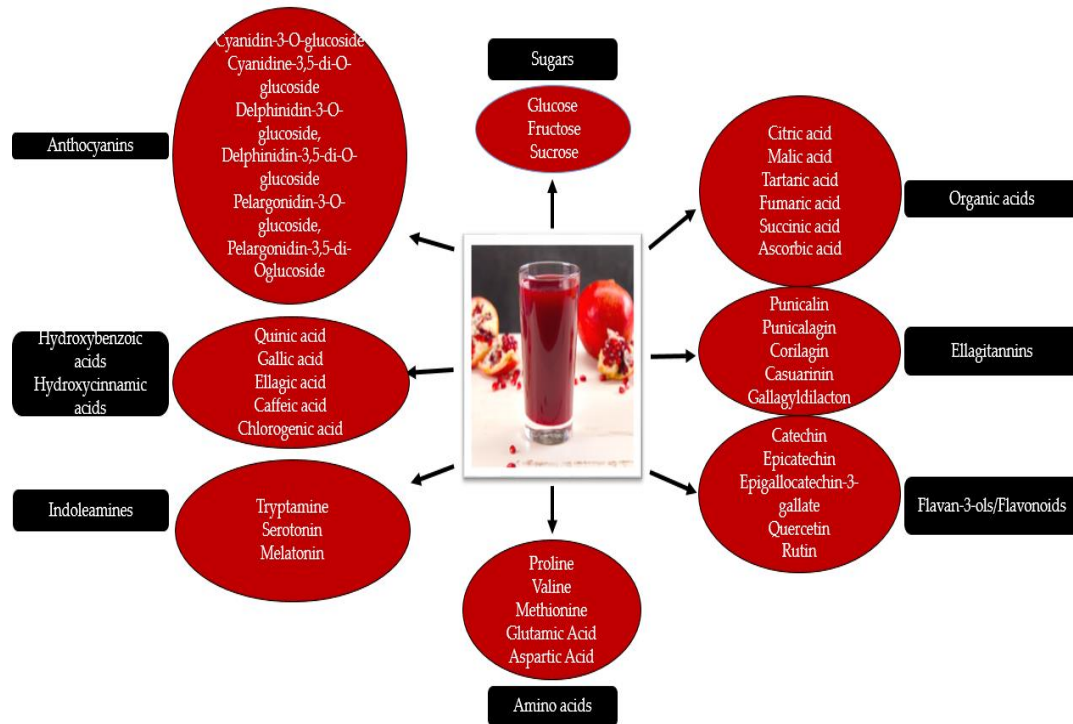 Cyanidin-3-O-glucoside
Cyanidine-3,5-di-O-
glucoside
Delphinidin-3-O-
glucoside,
Delphinidin-3,5-di-O-
glucoside
Pelargonidin-3-O-
glucoside,
Pelargonidin-3,5-di-
Oglucoside
Anthocyanins
Sugars
Glucose
Fructose
Sucrose
Citric acid
Malic acid
Tartaric acid
Fumaric acid
Succinic acid
Ascorbic acid
Organic acids
Hydroxybenzoic
acids
Hydroxycinnamic
acids
Quinic acid
Gallic acid
Ellagic acid
Caffeic acid
Chlorogenic acid
Punicalin
Punicalagin
Corilagin
Casuarinin
Gallagyldilacton
Ellagitannins
Indoleamines
Tryptamine
Serotonin
Melatonin
Catechin
Epicatechin
Epigallocatechin-3-
gallate
Quercetin
Rutin
Flavan-3-ols/Flavonoids
Proline
Valine
Methionine
Glutamic Acid
Aspartic Acid
Amino acids